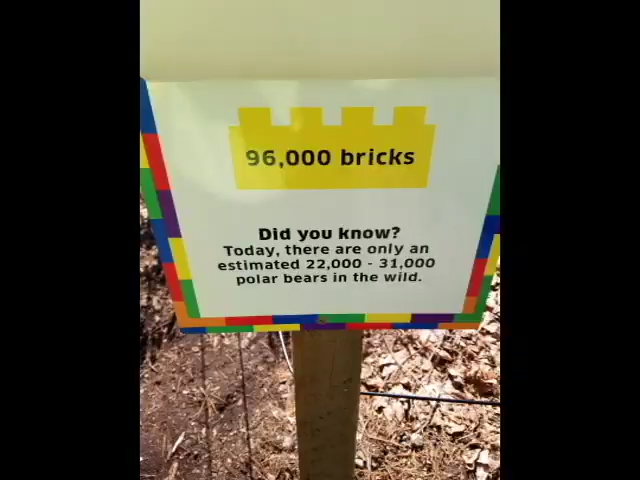 96,000 bricks
Did you know?
Today, there are only an
estimated 22,000 - 31,000
polar bears in the wild.